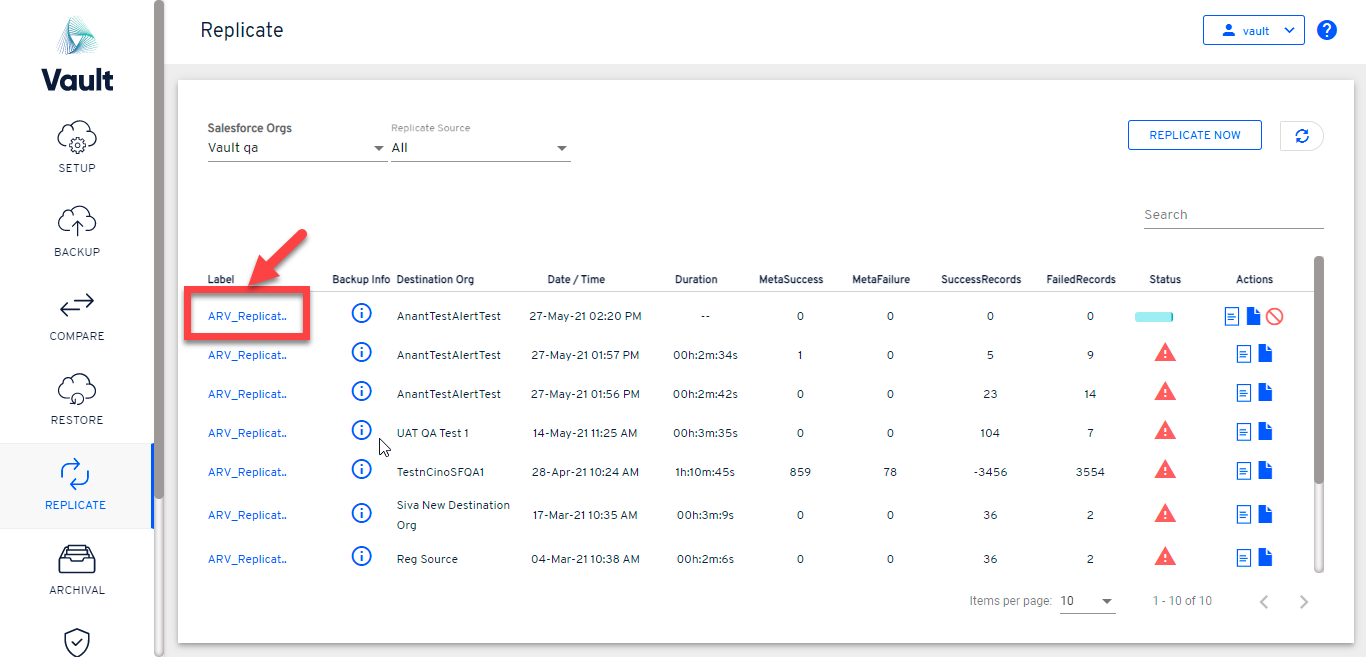 Vault
SETUP
BACKUP
COMPARE
RESTORE
REPLICATE
ARCHIVAL
Replicate
vault
?
Salesforce Orgs
Vault qa
Replicate Source
All
REPLICATE NOW
Search
Label Backup Info Destination Org Date / Time Duration MetaSuccess MetaFailure SuccessRecords FailedRecords Status Actions
ARV_Replicat.. AnantTestAlertTest 27-May-21 02:20 PM -- 0 0 0 0
ARV_Replicat.. AnantTestAlertTest 27-May-21 01:57 PM 00h:2m:34s 1 0 5 9
ARV_Replicat.. AnantTestAlertTest 27-May-21 01:56 PM 00h:2m:42s 0 0 23 14
ARV_Replicat.. UAT QA Test 1 14-May-21 11:25 AM 00h:3m:35s 0 0 104 7
ARV_Replicat.. TestnCinoSFQA1 28-Apr-21 10:24 AM 1h:10m:45s 859 78 -3456 3554
ARV_Replicat.. Siva New Destination Org 17-Mar-21 10:35 AM 00h:3m:9s 0 0 36 2
ARV_Replicat.. Reg Source 04-Mar-21 10:38 AM 00h:2m:6s 0 0 36 2
Items per page: 10 1 - 10 of 10